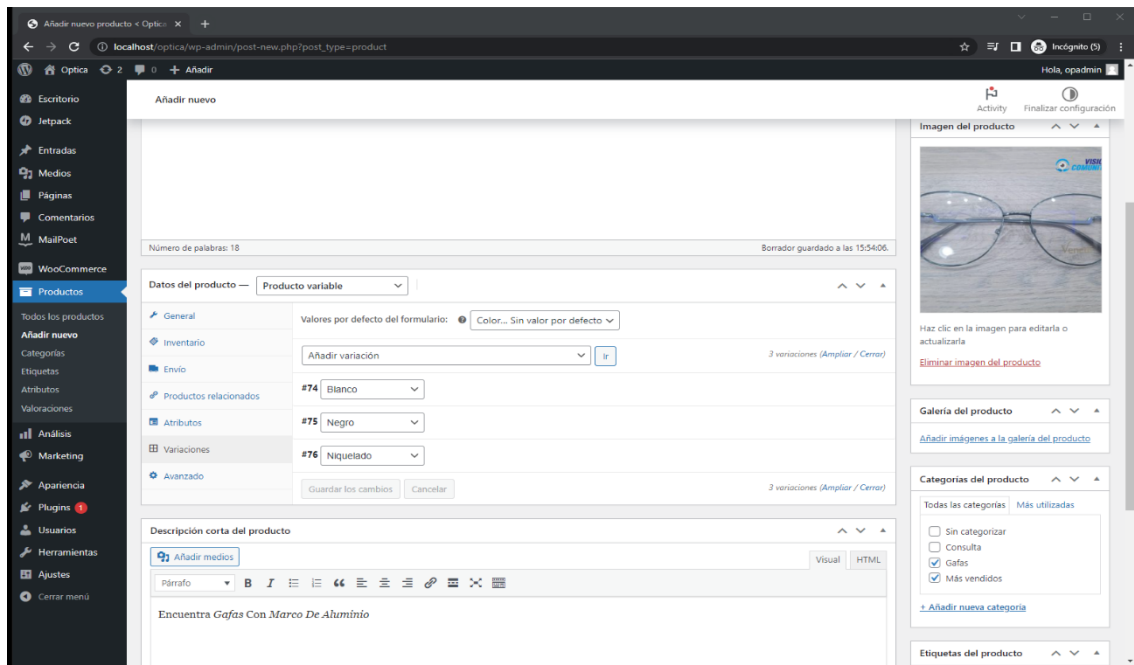 Añadir nuevo producto < Optica
localhost/optica/wp-admin/post-new.php?post_type=product
Incógnito (5)
Optica 2 0 + Añadir
Hola, opadmin
Escritorio
Jetpack
Entradas
Medios
Páginas
Comentarios
MailPoet
WooCommerce
Productos
Todos los productos
Añadir nuevo
Categorías
Etiquetas
Atributos
Valoraciones
Análisis
Marketing
Apariencia
Plugins 1
Usuarios
Herramientas
Ajustes
Cerrar menú
Añadir nuevo
Activity
Finalizar configuración
Número de palabras: 18
Borrador guardado a las 15:54:06.
Datos del producto — Producto variable
General
Inventario
Envío
Productos relacionados
Atributos
Variaciones
Avanzado
Valores por defecto del formulario: Color... Sin valor por defecto
Añadir variación Ir
3 variaciones (Ampliar / Cerrar)
#74 Blanco
#75 Negro
#76 Niquelado
Guardar los cambios Cancelar
3 variaciones (Ampliar / Cerrar)
Descripción corta del producto
Añadir medios
Visual HTML
Párrafo
Encuentra Gafas Con Marco De Aluminio
Imagen del producto
Haz clic en la imagen para editarla o
actualizarla
Eliminar imagen del producto
Galería del producto
Añadir imágenes a la galería del producto
Categorías del producto
Todas las categorías Más utilizadas
Sin categorizar
Consulta
Gafas
Más vendidos
+ Añadir nueva categoría
Etiquetas del producto